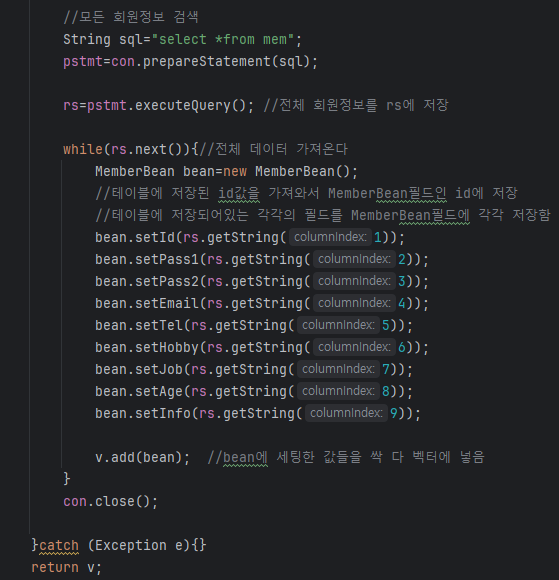 //모든 회원정보 검색
String sql="select *from mem";
pstmt=con.prepareStatement(sql);
rs=pstmt.executeQuery(); //전체 회원정보를 rs에 저장
while(rs.next()){//전체 데이터 가져온다
MemberBean bean=new MemberBean();
//테이블에 저장된 id값을 가져와서 MemberBean필드인 id에 저장
//테이블에 저장되어있는 각각의 필드를 MemberBean필드에 각각 저장함
bean.setId(rs.getString( columnIndex: 1));
bean.setPass1(rs.getString( columnIndex: 2));
bean.setPass2(rs.getString( columnIndex: 3));
bean.setEmail(rs.getString( columnIndex: 4));
bean.setTel(rs.getString( columnIndex: 5));
bean.setHobby(rs.getString( columnIndex: 6));
bean.setJob(rs.getString( columnIndex: 7));
bean.setAge(rs.getString( columnIndex: 8));
bean.setInfo(rs.getString( columnIndex: 9));
v.add(bean); //bean에 세팅한 값들을 싹 다 벡터에 넣음
}
con.close();
}catch (Exception e){}
return v;